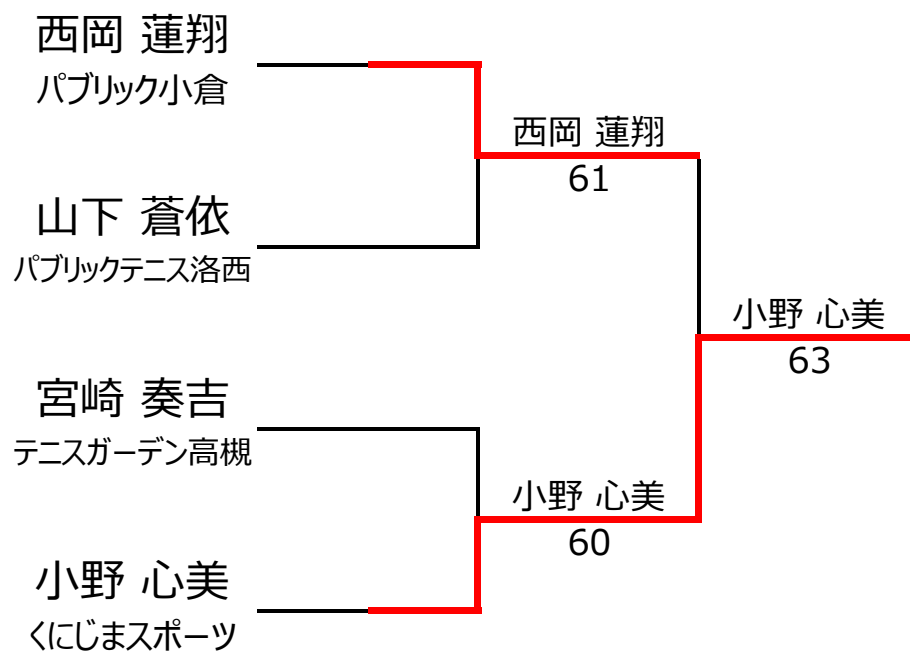 西岡 蓮翔
パブリック小倉
西岡 蓮翔
61
山下 蒼依
パブリックテニス洛西
小野 心美
63
宮崎 奏吉
テニスガーデン高槻
小野 心美
60
小野 心美
くにじまスポーツ